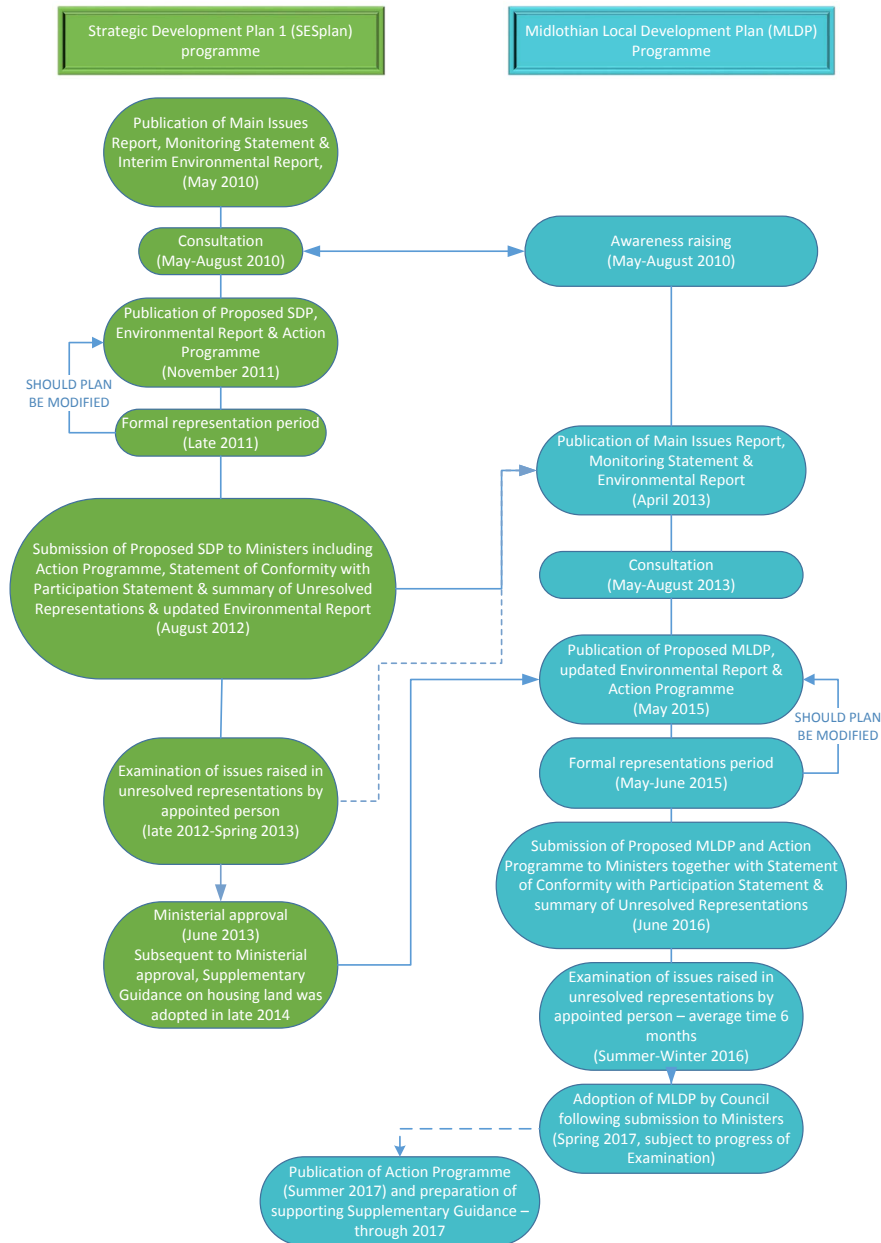 Strategic Development Plan 1 (SESplan)
programme
Midlothian Local Development Plan (MLDP)
Programme
Publication of Main Issues
Report, Monitoring Statement &
Interim Environmental Report,
(May 2010)
Consultation
(May-August 2010)
Awareness raising
(May-August 2010)
Publication of Proposed SDP,
Environmental Report & Action
Programme
(November 2011)
SHOULD PLAN
BE MODIFIED
Formal representation period
(Late 2011)
Publication of Main Issues Report,
Monitoring Statement &
Environmental Report
(April 2013)
Submission of Proposed SDP to Ministers including
Action Programme, Statement of Conformity with
Participation Statement & summary of Unresolved
Representations & updated Environmental Report
(August 2012)
Consultation
(May-August 2013)
Publication of Proposed MLDP,
updated Environmental Report &
Action Programme
(May 2015)
SHOULD PLAN
BE MODIFIED
Formal representations period
(May-June 2015)
Examination of issues raised in
unresolved representations by
appointed person
(late 2012-Spring 2013)
Submission of Proposed MLDP and Action
Programme to Ministers together with Statement
of Conformity with Participation Statement &
summary of Unresolved Representations
(June 2016)
Ministerial approval
(June 2013)
Subsequent to Ministerial
approval, Supplementary
Guidance on housing land was
adopted in late 2014
Examination of issues raised in
unresolved representations by
appointed person – average time 6
months
(Summer-Winter 2016)
Adoption of MLDP by Council
following submission to Ministers
(Spring 2017, subject to progress of
Examination)
Publication of Action Programme
(Summer 2017) and preparation of
supporting Supplementary Guidance –
through 2017